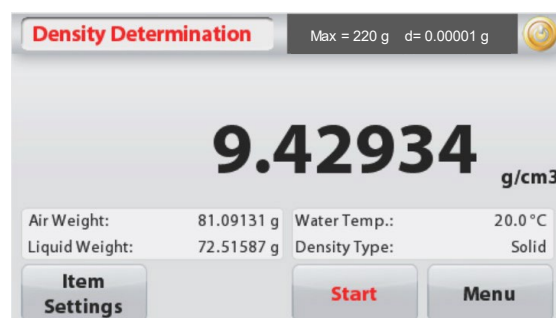 Density Determination
Max = 220 g d= 0.00001 g
9.42934 g/cm3
Air Weight: 81.09131 g
Liquid Weight: 72.51587 g
Water Temp.: 20.0 °C
Density Type: Solid
Item Settings
Start
Menu